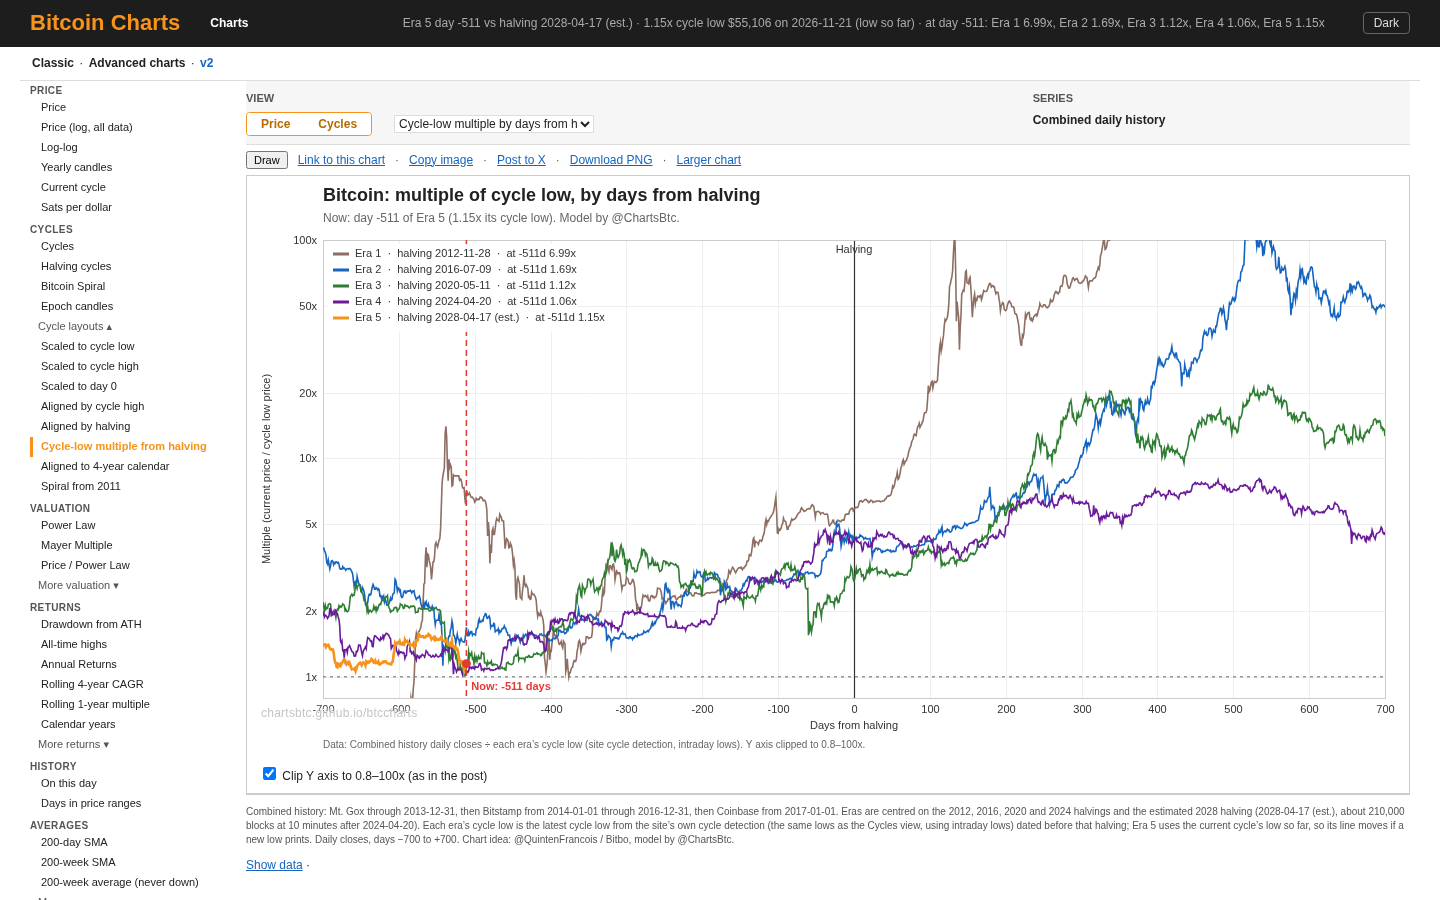 Bitcoin Charts
Charts
Era 5 day -511 vs halving 2028-04-17 (est.) · 1.15x cycle low $55,106 on 2026-11-21 (low so far) · at day -511: Era 1 6.99x, Era 2 1.69x, Era 3 1.12x, Era 4 1.06x, Era 5 1.15x
Dark
Classic · Advanced charts · v2
PRICE
Price
Price (log, all data)
Log-log
Yearly candles
Current cycle
Sats per dollar
CYCLES
Cycles
Halving cycles
Bitcoin Spiral
Epoch candles
Cycle layouts ▴
Scaled to cycle low
Scaled to cycle high
Scaled to day 0
Aligned by cycle high
Aligned by halving
Cycle-low multiple from halving
Aligned to 4-year calendar
Spiral from 2011
VALUATION
Power Law
Mayer Multiple
Price / Power Law
More valuation ▾
RETURNS
Drawdown from ATH
All-time highs
Annual Returns
Rolling 4-year CAGR
Rolling 1-year multiple
Calendar years
More returns ▾
HISTORY
On this day
Days in price ranges
AVERAGES
200-day SMA
200-week SMA
200-week average (never down)
VIEW
Price Cycles
Cycle-low multiple by days from h
SERIES
Combined daily history
Draw Link to this chart · Copy image · Post to X · Download PNG · Larger chart
Bitcoin: multiple of cycle low, by days from halving
Now: day -511 of Era 5 (1.15x its cycle low). Model by @ChartsBtc.
Era 1 · halving 2012-11-28 · at -511d 6.99x
Era 2 · halving 2016-07-09 · at -511d 1.69x
Era 3 · halving 2020-05-11 · at -511d 1.12x
Era 4 · halving 2024-04-20 · at -511d 1.06x
Era 5 · halving 2028-04-17 (est.) · at -511d 1.15x
Halving
100x
50x
20x
10x
5x
2x
1x
Multiple (current price / cycle low price)
Now: -511 days
-700 -600 -500 -400 -300 -200 -100 0 100 200 300 400 500 600 700
chartsbtc.github.io/btccharts
Days from halving
Data: Combined history daily closes ÷ each era’s cycle low (site cycle detection, intraday lows). Y axis clipped to 0.8–100x.
Clip Y axis to 0.8–100x (as in the post)
Combined history: Mt. Gox through 2013-12-31, then Bitstamp from 2014-01-01 through 2016-12-31, then Coinbase from 2017-01-01. Eras are centred on the 2012, 2016, 2020 and 2024 halvings and the estimated 2028 halving (2028-04-17 (est.), about 210,000
blocks at 10 minutes after 2024-04-20). Each era’s cycle low is the latest cycle low from the site’s own cycle detection (the same lows as the Cycles view, using intraday lows) dated before that halving; Era 5 uses the current cycle’s low so far, so its line moves if a
new low prints. Daily closes, days −700 to +700. Chart idea: @QuintenFrancois / Bitbo, model by @ChartsBtc.
Show data ·